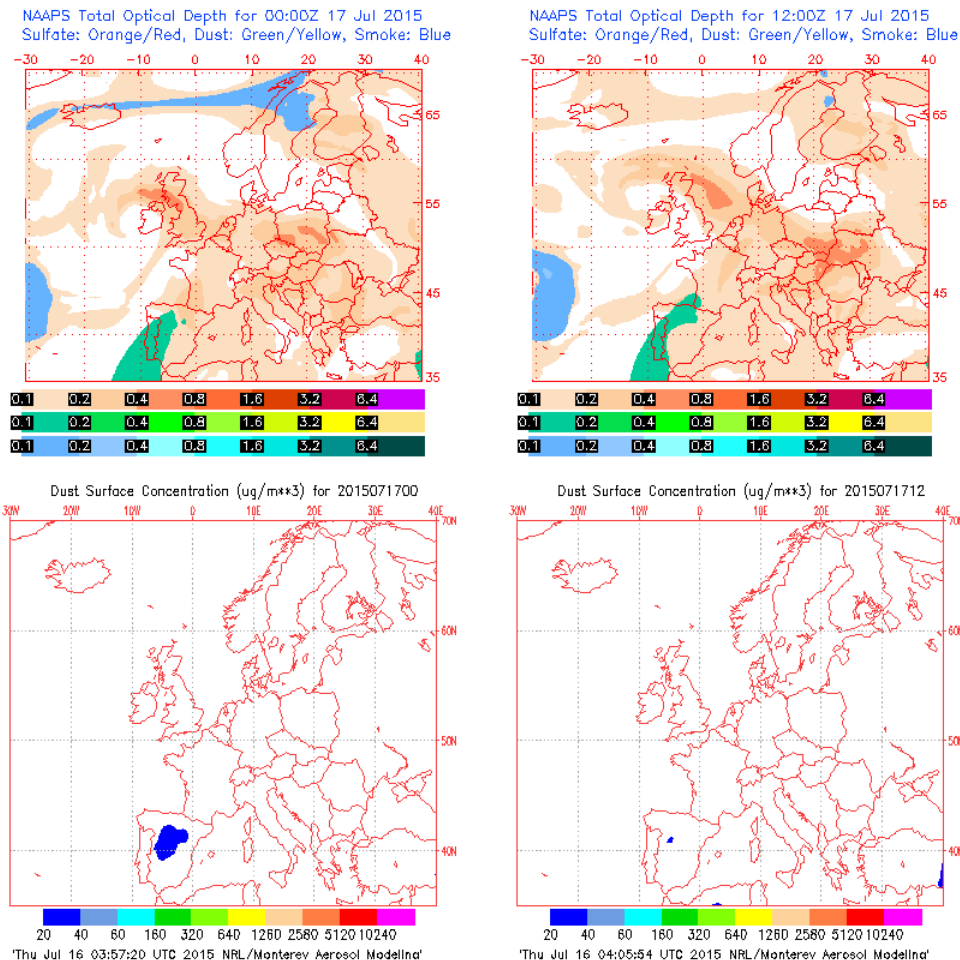 NAAPS Total Optical Depth for 00:00Z 17 Jul 2015
Sulfate: Orange/Red, Dust: Green/Yellow, Smoke: Blue
-30 -20 -10 0 10 20 30 40
65
55
45
35
0.1 0.2 0.4 0.8 1.6 3.2 6.4
0.1 0.2 0.4 0.8 1.6 3.2 6.4
0.1 0.2 0.4 0.8 1.6 3.2 6.4
NAAPS Total Optical Depth for 12:00Z 17 Jul 2015
Sulfate: Orange/Red, Dust: Green/Yellow, Smoke: Blue
-30 -20 -10 0 10 20 30 40
65
55
45
35
0.1 0.2 0.4 0.8 1.6 3.2 6.4
0.1 0.2 0.4 0.8 1.6 3.2 6.4
0.1 0.2 0.4 0.8 1.6 3.2 6.4
Dust Surface Concentration (ug/m**3) for 2015071700
30W 20W 10W 0 10E 20E 30E 40E
70N
60N
50N
40N
20 40 60 160 320 640 1260 2580 5120 10240
'Thu Jul 16 03:57:20 UTC 2015 NRL/Monterey Aerosol Modeling'
Dust Surface Concentration (ug/m**3) for 2015071712
30W 20W 10W 0 10E 20E 30E 40E
70N
60N
50N
40N
20 40 60 160 320 640 1260 2580 5120 10240
'Thu Jul 16 04:05:54 UTC 2015 NRL/Monterey Aerosol Modeling'